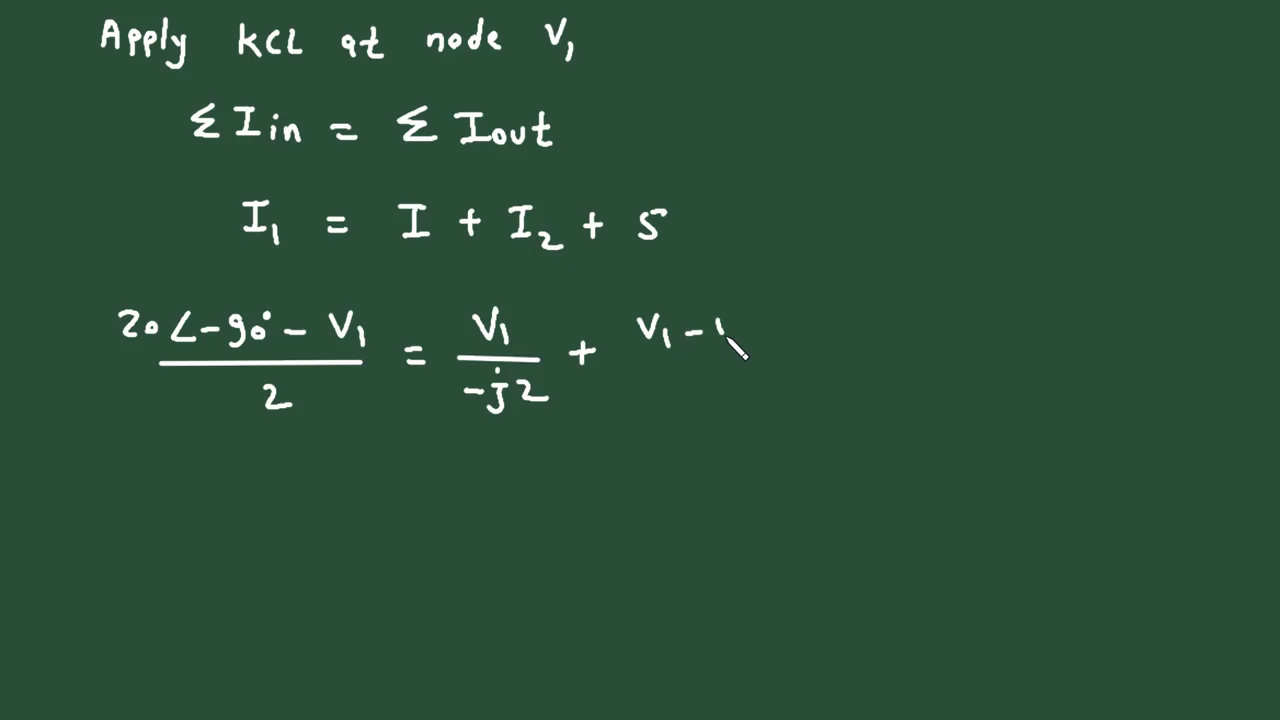 Apply KCL at node V₁
Σ Iin = Σ Iout
I₁ = I + I₂ + 5
(20∠-90° - V₁)/2 = V₁/(-j2) + V₁ -